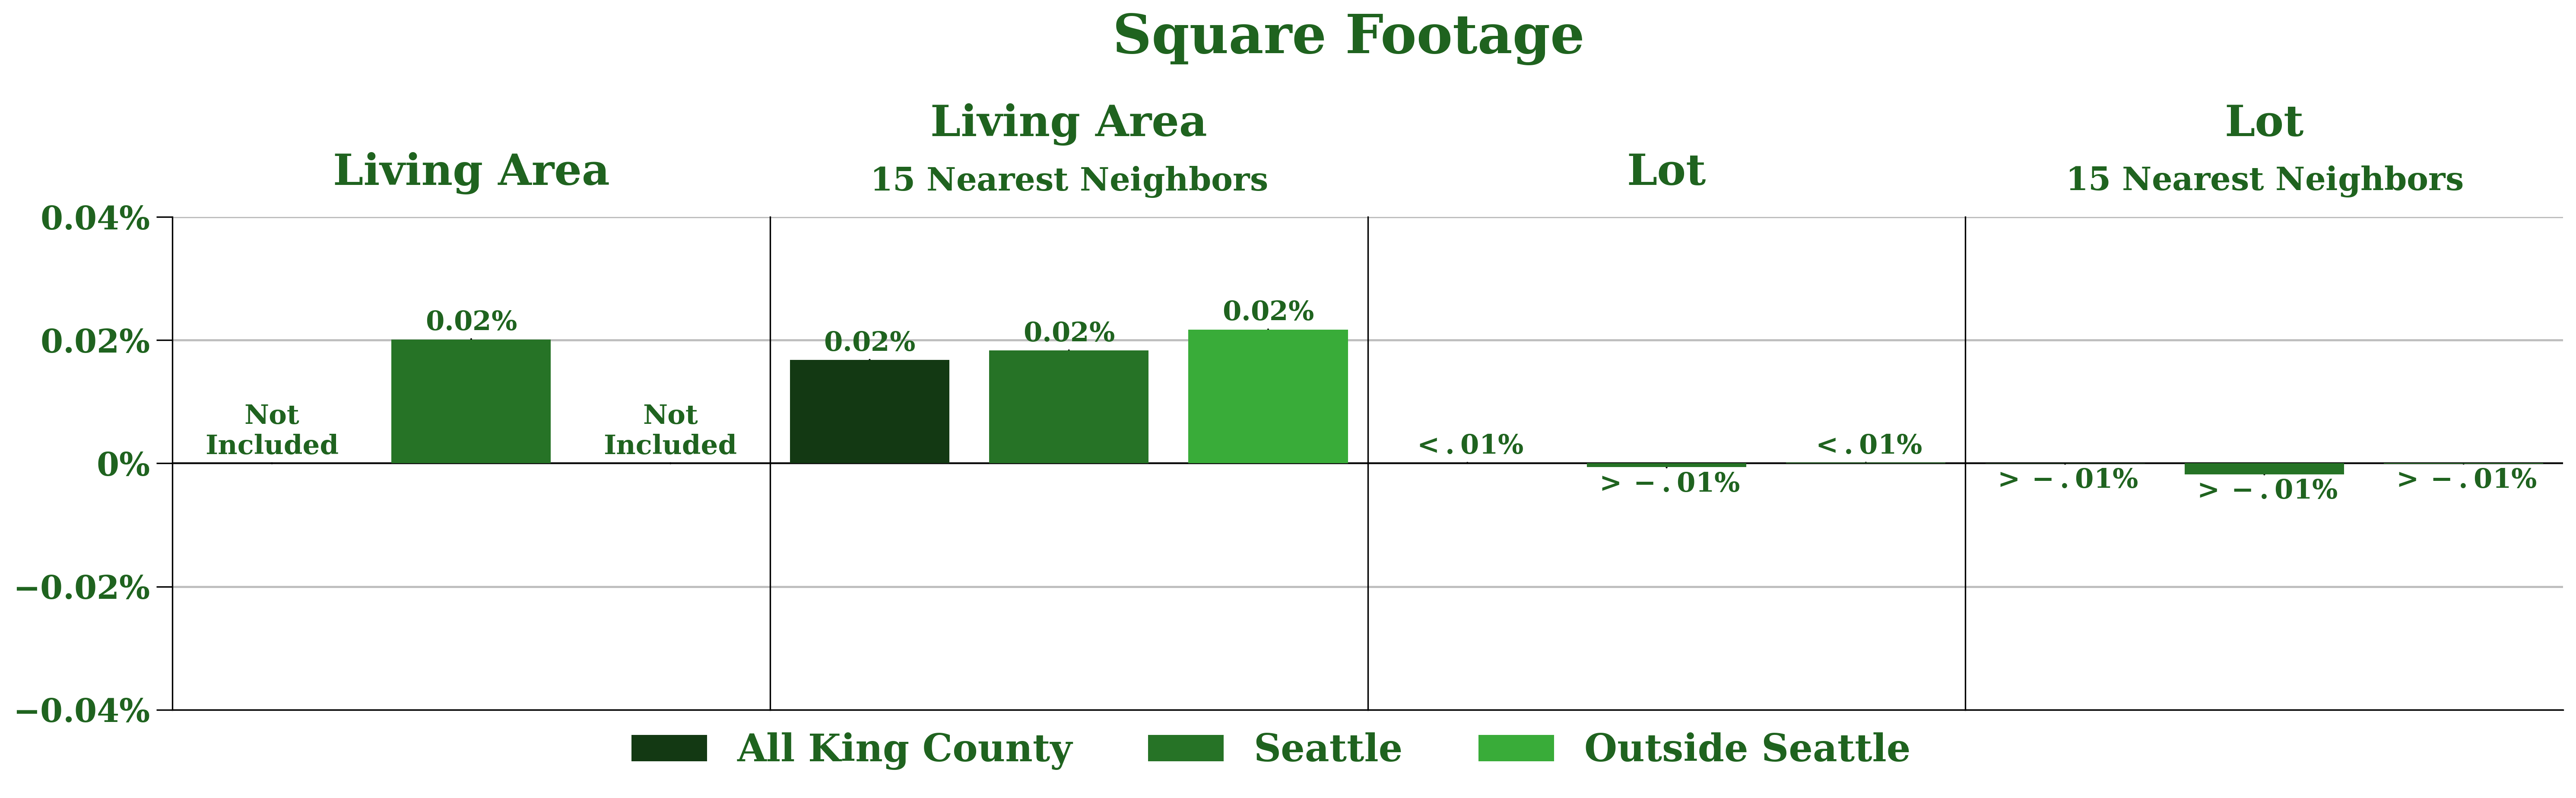 Square Footage
Living Area
Living Area
15 Nearest Neighbors
Lot
Lot
15 Nearest Neighbors
0.04%
0.02%
0%
−0.02%
−0.04%
Not
Included
0.02%
Not
Included
0.02%
0.02%
0.02%
< .01%
> −.01%
< .01%
> −.01%
> −.01%
> −.01%
All King County
Seattle
Outside Seattle